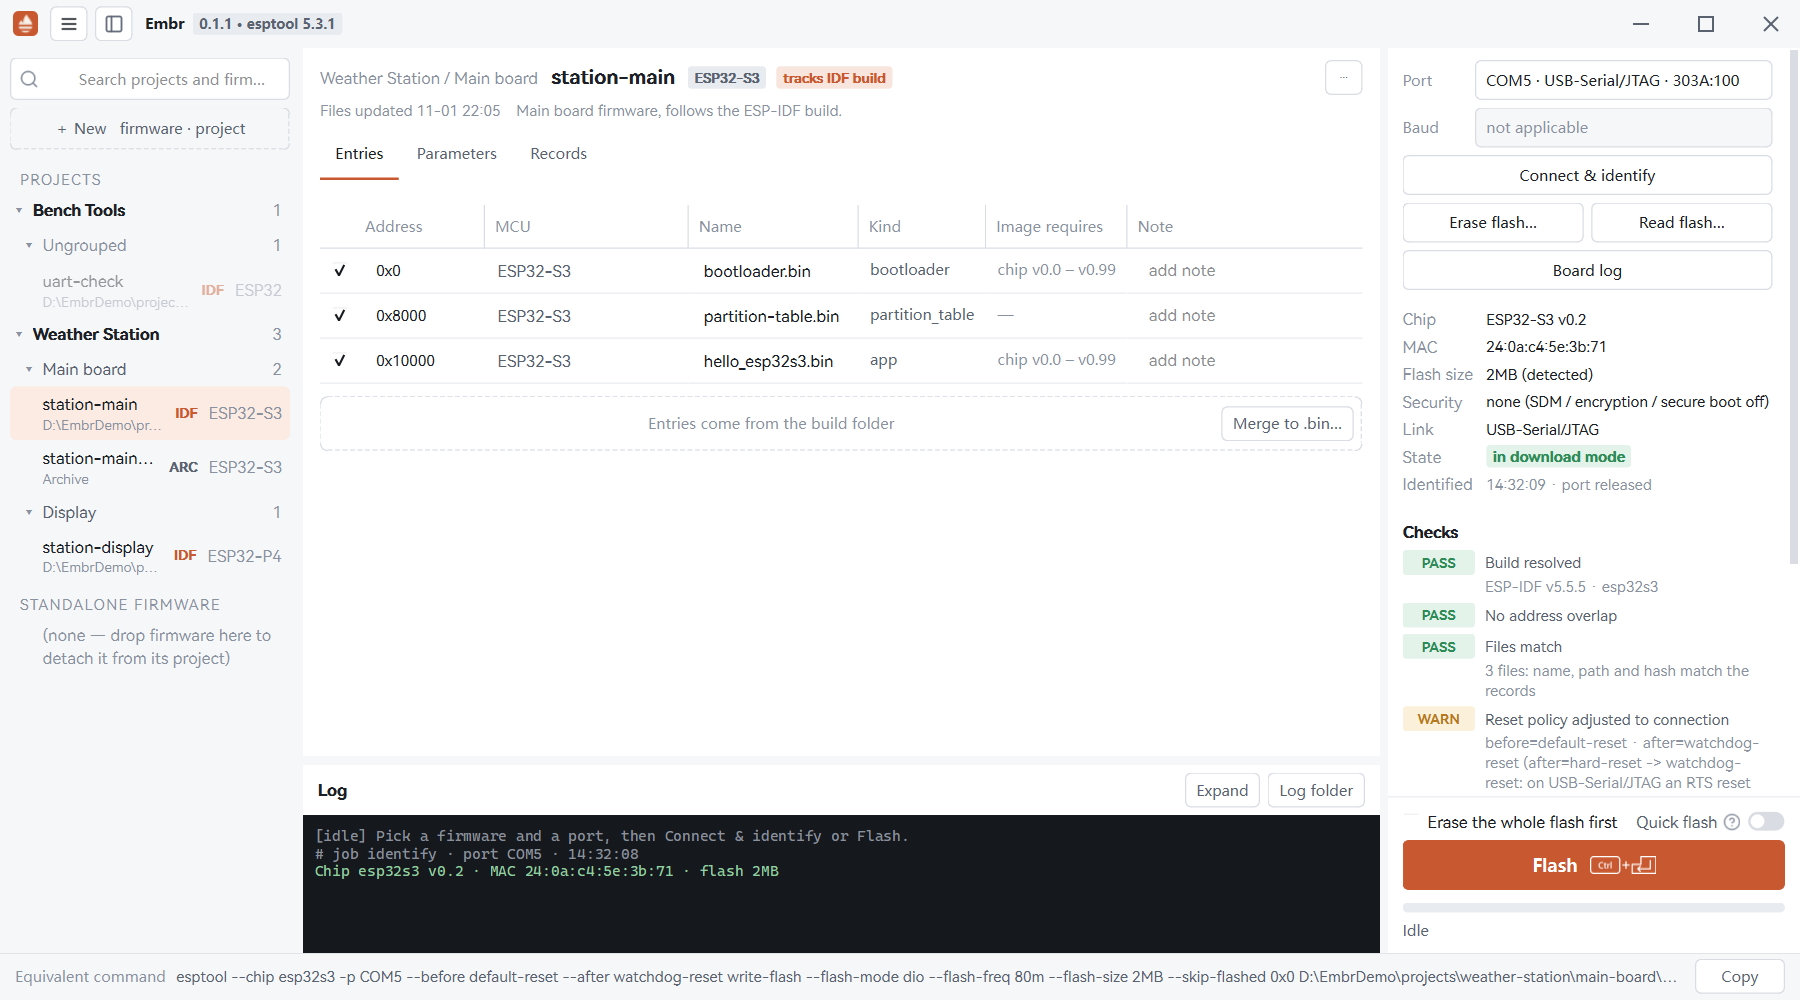 Embr 0.1.1 • esptool 5.3.1
Search projects and firm...
+ New firmware · project
PROJECTS
Bench Tools 1
Ungrouped 1
uart-check IDF ESP32
D:\EmbrDemo\projec...
Weather Station 3
Main board 2
station-main IDF ESP32-S3
D:\EmbrDemo\pr...
station-main... ARC ESP32-S3
Archive
Display 1
station-display IDF ESP32-P4
D:\EmbrDemo\p...
STANDALONE FIRMWARE
(none — drop firmware here to
detach it from its project)
Weather Station / Main board station-main ESP32-S3 tracks IDF build ...
Files updated 11-01 22:05 Main board firmware, follows the ESP-IDF build.
Entries Parameters Records
Address MCU Name Kind Image requires Note
✓ 0x0 ESP32-S3 bootloader.bin bootloader chip v0.0 – v0.99 add note
✓ 0x8000 ESP32-S3 partition-table.bin partition_table — add note
✓ 0x10000 ESP32-S3 hello_esp32s3.bin app chip v0.0 – v0.99 add note
Entries come from the build folder Merge to .bin...
Log Expand Log folder
[idle] Pick a firmware and a port, then Connect & identify or Flash.
# job identify · port COM5 · 14:32:08
Chip esp32s3 v0.2 · MAC 24:0a:c4:5e:3b:71 · flash 2MB
Port COM5 · USB-Serial/JTAG · 303A:100
Baud not applicable
Connect & identify
Erase flash... Read flash...
Board log
Chip ESP32-S3 v0.2
MAC 24:0a:c4:5e:3b:71
Flash size 2MB (detected)
Security none (SDM / encryption / secure boot off)
Link USB-Serial/JTAG
State in download mode
Identified 14:32:09 · port released
Checks
PASS Build resolved
ESP-IDF v5.5.5 · esp32s3
PASS No address overlap
PASS Files match
3 files: name, path and hash match the
records
WARN Reset policy adjusted to connection
before=default-reset · after=watchdog-
reset (after=hard-reset -> watchdog-
reset: on USB-Serial/JTAG an RTS reset
Erase the whole flash first Quick flash ?
Flash Ctrl+
Idle
Equivalent command esptool --chip esp32s3 -p COM5 --before default-reset --after watchdog-reset write-flash --flash-mode dio --flash-freq 80m --flash-size 2MB --skip-flashed 0x0 D:\EmbrDemo\projects\weather-station\main-board\... Copy